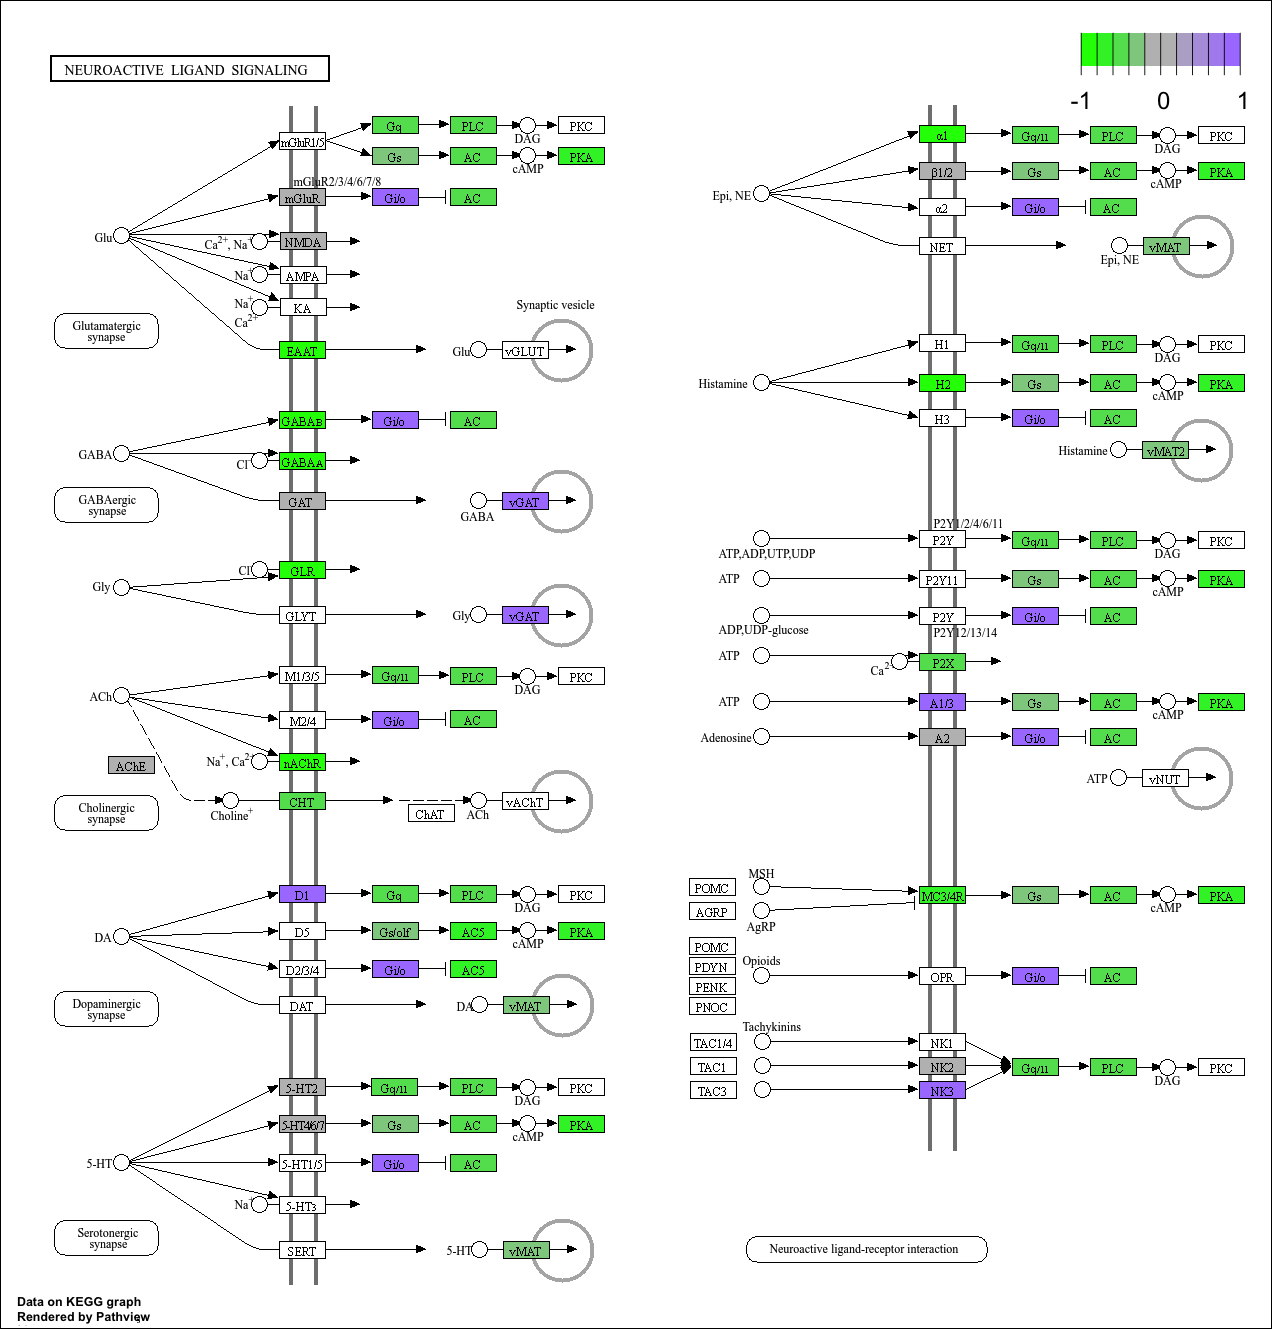 NEUROACTIVE LIGAND SIGNALING
-1 0 1
mGluR1/5
Gq
PLC
DAG
PKC
Gs
AC
cAMP
PKA
mGluR2/3/4/6/7/8
mGluR
Gi/o
AC
Glu
Ca2+, Na+
NMDA
Na+
AMPA
Na+
Ca2+
KA
Synaptic vesicle
Glutamatergic
synapse
EAAT
Glu
vGLUT
GABAB
Gi/o
AC
GABA
Cl-
GABAA
GABAergic
synapse
GAT
GABA
vGAT
Cl-
GLR
Gly
GLYT
Gly
vGAT
M1/3/5
Gq/11
PLC
DAG
PKC
ACh
M2/4
Gi/o
AC
AChE
Na+, Ca2+
nAChR
Cholinergic
synapse
Choline+
CHT
ChAT
ACh
vAChT
D1
Gq
PLC
DAG
PKC
DA
D5
Gs/olf
AC5
cAMP
PKA
D2/3/4
Gi/o
AC5
Dopaminergic
synapse
DAT
DA
vMAT
5-HT2
Gq/11
PLC
DAG
PKC
5-HT4/6/7
Gs
AC
cAMP
PKA
5-HT
5-HT1/5
Gi/o
AC
Na+
5-HT3
Serotonergic
synapse
SERT
5-HT
vMAT
α1
Gq/11
PLC
DAG
PKC
β1/2
Gs
AC
cAMP
PKA
Epi, NE
α2
Gi/o
AC
NET
Epi, NE
vMAT
H1
Gq/11
PLC
DAG
PKC
Histamine
H2
Gs
AC
cAMP
PKA
H3
Gi/o
AC
Histamine
vMAT2
P2Y1/2/4/6/11
ATP,ADP,UTP,UDP
P2Y
Gq/11
PLC
DAG
PKC
ATP
P2Y11
Gs
AC
cAMP
PKA
ADP,UDP-glucose
P2Y
P2Y12/13/14
Gi/o
AC
ATP
Ca2+
P2X
ATP
A1/3
Gs
AC
cAMP
PKA
Adenosine
A2
Gi/o
AC
ATP
vNUT
POMC
MSH
AGRP
AgRP
MC3/4R
Gs
AC
cAMP
PKA
POMC
PDYN
PENK
PNOC
Opioids
OPR
Gi/o
AC
Tachykinins
TAC1/4
NK1
TAC1
NK2
Gq/11
PLC
DAG
PKC
TAC3
NK3
Neuroactive ligand-receptor interaction
Data on KEGG graph
Rendered by Pathview